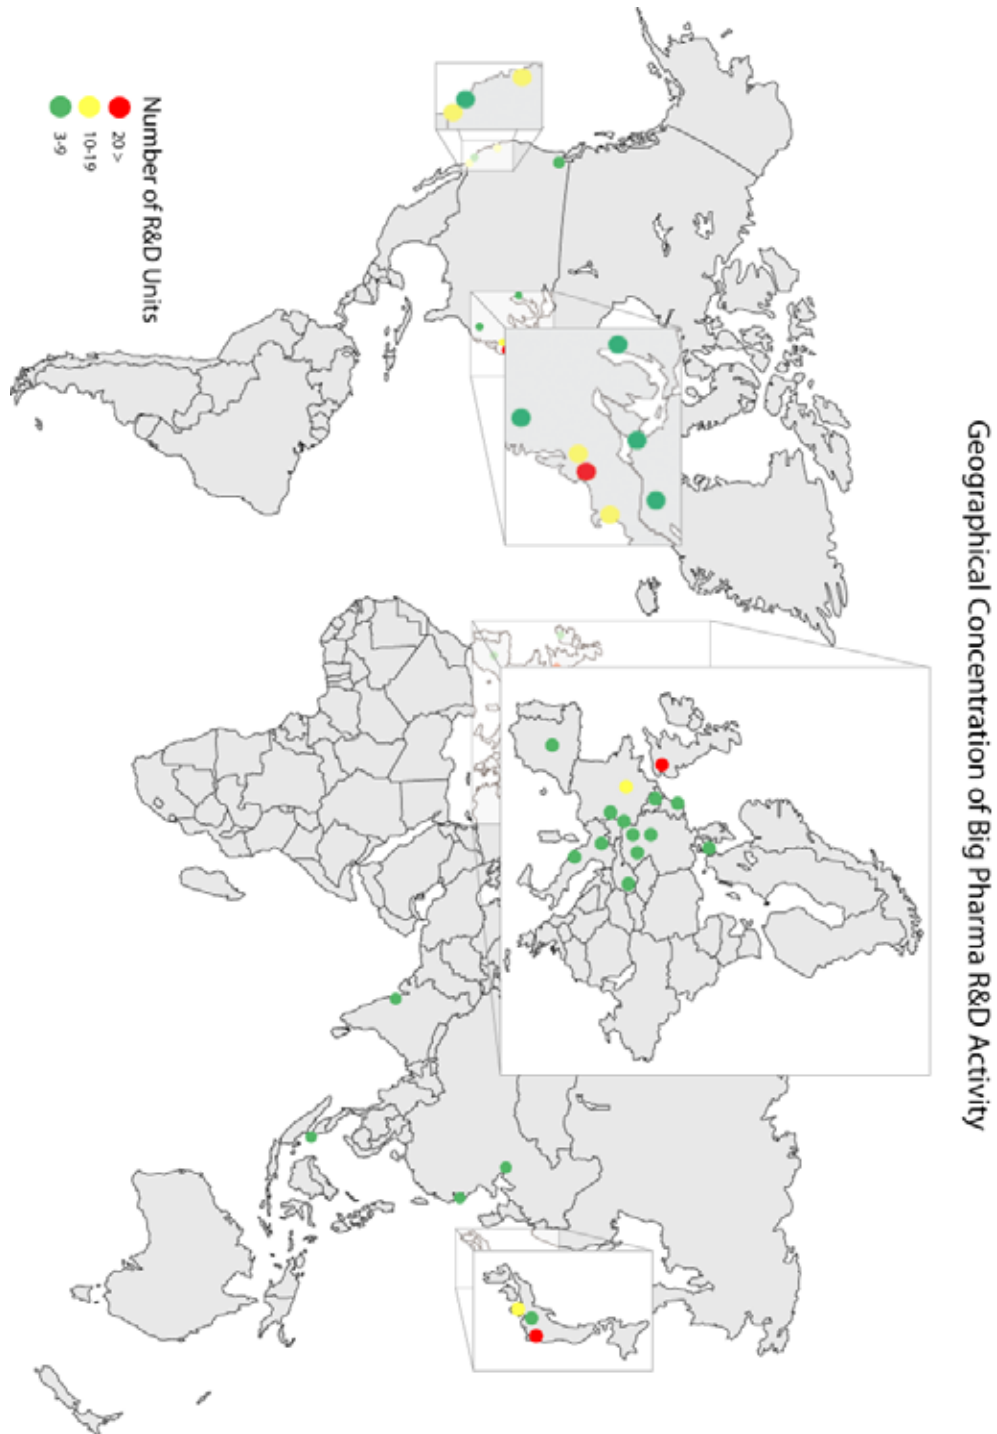 Geographical Concentration of Big Pharma R&D Activity
Number of R&D Units
20 >
10-19
3-9